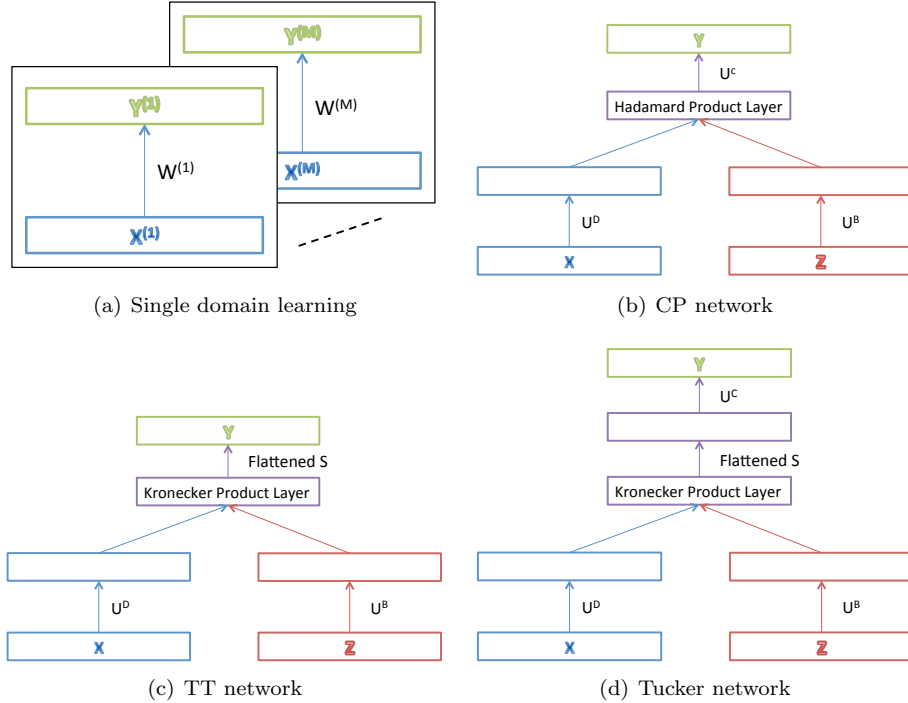 Y(M)
W(M)
X(M)
Y(1)
W(1)
X(1)
(a) Single domain learning
Y
Uᶜ
Hadamard Product Layer
Uᴰ
Uᴮ
X
Z
(b) CP network
Y
Flattened S
Kronecker Product Layer
Uᴰ
Uᴮ
X
Z
(c) TT network
Y
Uᶜ
Flattened S
Kronecker Product Layer
Uᴰ
Uᴮ
X
Z
(d) Tucker network